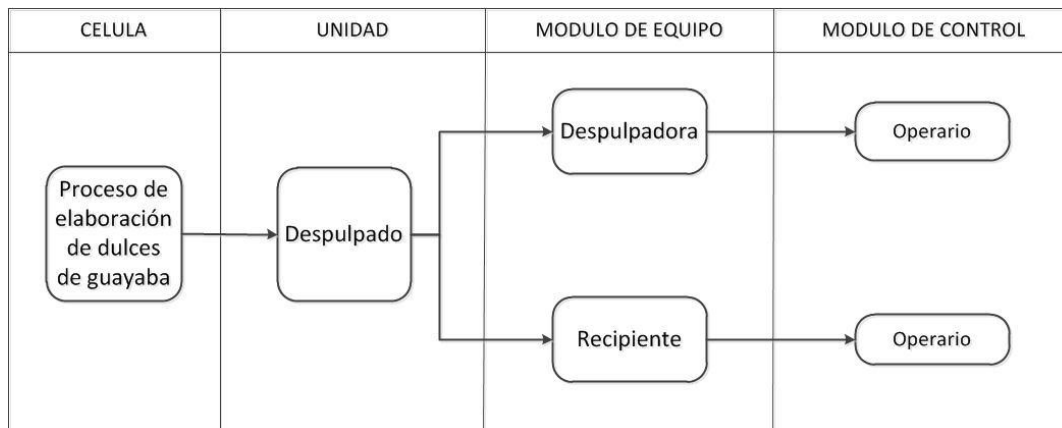 CELULA
UNIDAD
MODULO DE EQUIPO
MODULO DE CONTROL
Proceso de
elaboración
de dulces
de guayaba
Despulpado
Despulpadora
Operario
Recipiente
Operario